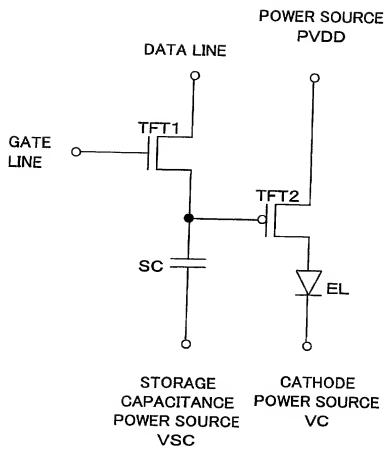 POWER SOURCE
PVDD
DATA LINE
TFT1
GATE
LINE
TFT2
SC
EL
STORAGE
CAPACITANCE
POWER SOURCE
VSC
CATHODE
POWER SOURCE
VC